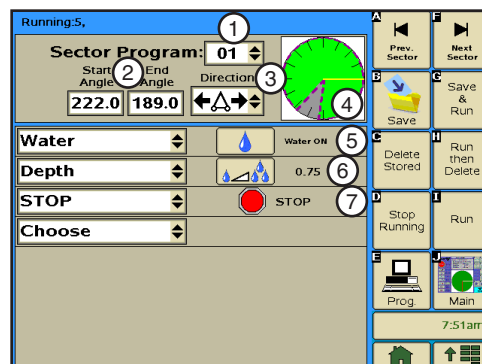 Running:5,
1
Sector Program: 01
Start Angle
2
End Angle
Direction
3
222.0
189.0
4
Water
Water ON
5
Depth
0.75
6
STOP
STOP
7
Choose
A
Prev. Sector
F
Next Sector
B
Save
G
Save & Run
C
Delete Stored
H
Run then Delete
D
Stop Running
I
Run
E
Prog.
J
Main
7:51am